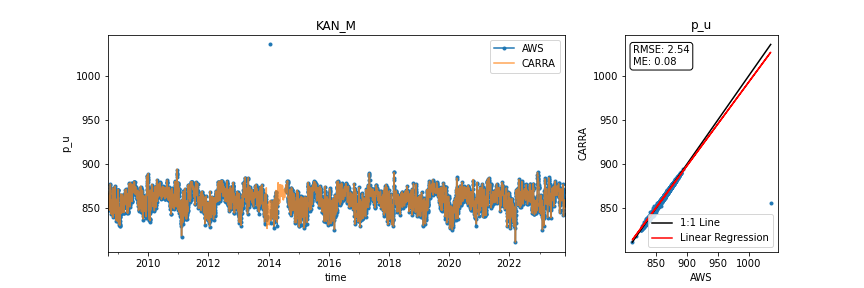 KAN_M
p_u
1000
950
900
850
2010
2012
2014
2016
2018
2020
2022
time
AWS
CARRA
p_u
CARRA
1000
950
900
850
850
900
950
1000
AWS
RMSE: 2.54
ME: 0.08
1:1 Line
Linear Regression